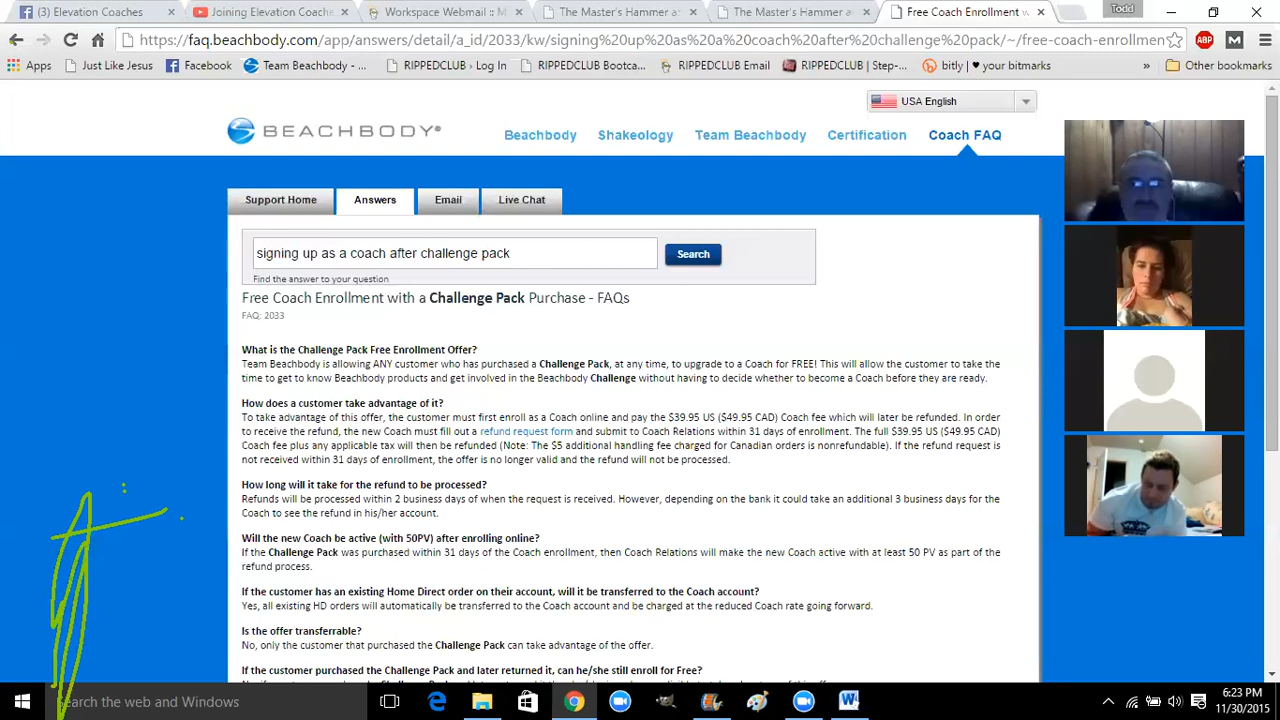 Elevation Coaches
Joining Elevation Coache
Workspace Webmail :: M
The Master's Hammer a
The Master's Hammer a
Free Coach Enrollment w
Todd
https://faq.beachbody.com/app/answers/detail/a_id/2033/kw/signing%20up%20as%20a%20coach%20after%20challenge%20pack/~/free-coach-enrollmen
ABP
Apps
Just Like Jesus
Facebook
Team Beachbody - ...
RIPPEDCLUB › Log In
RIPPEDCLUB Bootca...
RIPPEDCLUB Email
RIPPEDCLUB | Step-...
bitly | ♥ your bitmarks
»
Other bookmarks
USA English
BEACHBODY®
Beachbody
Shakeology
Team Beachbody
Certification
Coach FAQ
Support Home
Answers
Email
Live Chat
signing up as a coach after challenge pack
Search
Find the answer to your question
Free Coach Enrollment with a Challenge Pack Purchase - FAQs
FAQ: 2033
What is the Challenge Pack Free Enrollment Offer?
Team Beachbody is allowing ANY customer who has purchased a Challenge Pack, at any time, to upgrade to a Coach for FREE! This will allow the customer to take the
time to get to know Beachbody products and get involved in the Beachbody Challenge without having to decide whether to become a Coach before they are ready.
How does a customer take advantage of it?
To take advantage of this offer, the customer must first enroll as a Coach online and pay the $39.95 US ($49.95 CAD) Coach fee which will later be refunded. In order
to receive the refund, the new Coach must fill out a refund request form and submit to Coach Relations within 31 days of enrollment. The full $39.95 US ($49.95 CAD)
Coach fee plus any applicable tax will then be refunded (Note: The $5 additional handling fee charged for Canadian orders is nonrefundable). If the refund request is
not received within 31 days of enrollment, the offer is no longer valid and the refund will not be processed.
How long will it take for the refund to be processed?
Refunds will be processed within 2 business days of when the request is received. However, depending on the bank it could take an additional 3 business days for the
Coach to see the refund in his/her account.
Will the new Coach be active (with 50PV) after enrolling online?
If the Challenge Pack was purchased within 31 days of the Coach enrollment, then Coach Relations will make the new Coach active with at least 50 PV as part of the
refund process.
If the customer has an existing Home Direct order on their account, will it be transferred to the Coach account?
Yes, all existing HD orders will automatically be transferred to the Coach account and be charged at the reduced Coach rate going forward.
Is the offer transferrable?
No, only the customer that purchased the Challenge Pack can take advantage of the offer.
If the customer purchased the Challenge Pack and later returned it, can he/she still enroll for Free?
Search the web and Windows
6:23 PM
11/30/2015